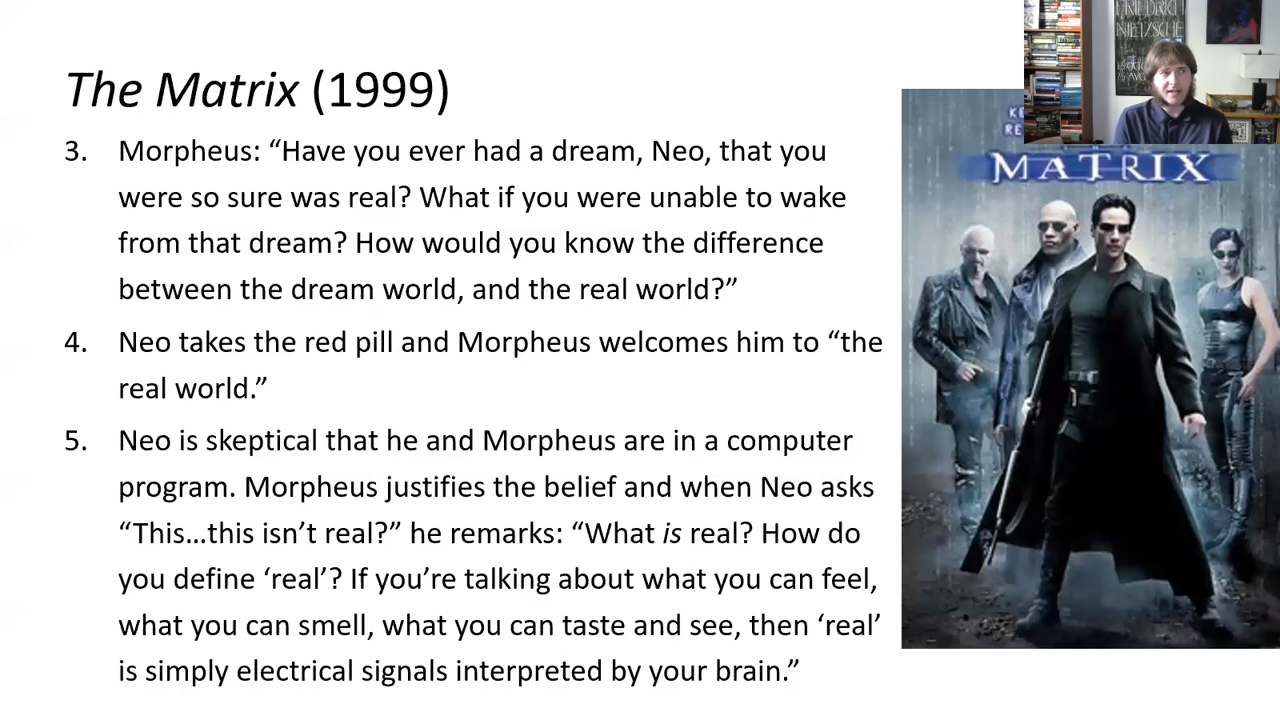 The Matrix (1999)
3. Morpheus: “Have you ever had a dream, Neo, that you
were so sure was real? What if you were unable to wake
from that dream? How would you know the difference
between the dream world, and the real world?”
4. Neo takes the red pill and Morpheus welcomes him to “the
real world.”
5. Neo is skeptical that he and Morpheus are in a computer
program. Morpheus justifies the belief and when Neo asks
“This…this isn’t real?” he remarks: “What is real? How do
you define ‘real’? If you’re talking about what you can feel,
what you can smell, what you can taste and see, then ‘real’
is simply electrical signals interpreted by your brain.”
FRIEDRICH
NIETZSCHE
KE
RE
MATRIX